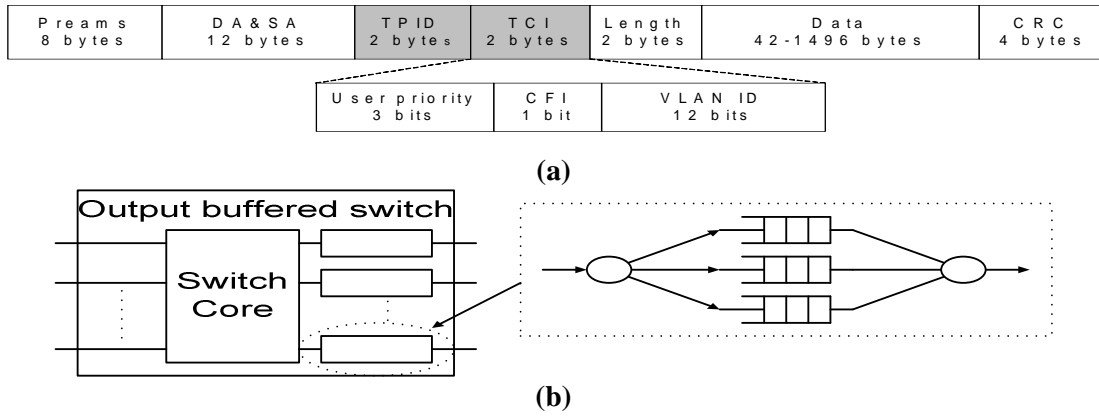 Preams DA&SA TPID TCI Length Data CRC
8 bytes 12 bytes 2 bytes 2 bytes 2 bytes 42-1496 bytes 4 bytes
User priority CFI VLAN ID
3 bits 1 bit 12 bits
(a)
Output buffered switch
Switch
Core
(b)